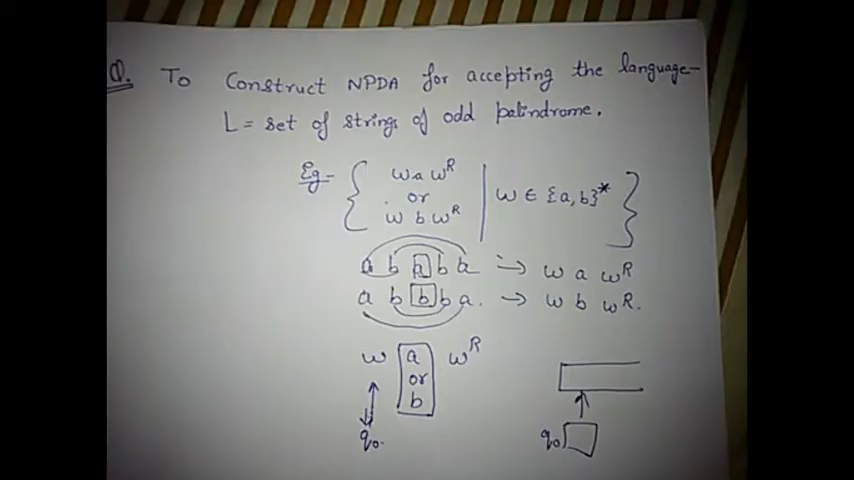 Q. To Construct NPDA for accepting the language-
L = set of strings of odd palindrome.
Eg- { w a w^R
or
w b w^R | w ∈ {a, b}* }
a b a b a → w a w^R
a b b b a. → w b w^R.
w a w^R
or
b
q₀.
q₀